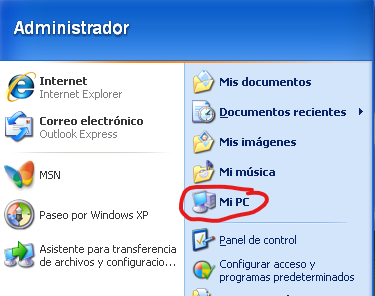 Administrador
Internet
Internet Explorer
Correo electrónico
Outlook Express
MSN
Paseo por Windows XP
Asistente para transferencia
de archivos y configuracio...
Mis documentos
Documentos recientes
Mis imágenes
Mi música
Mi PC
Panel de control
Configurar acceso y
programas predeterminados